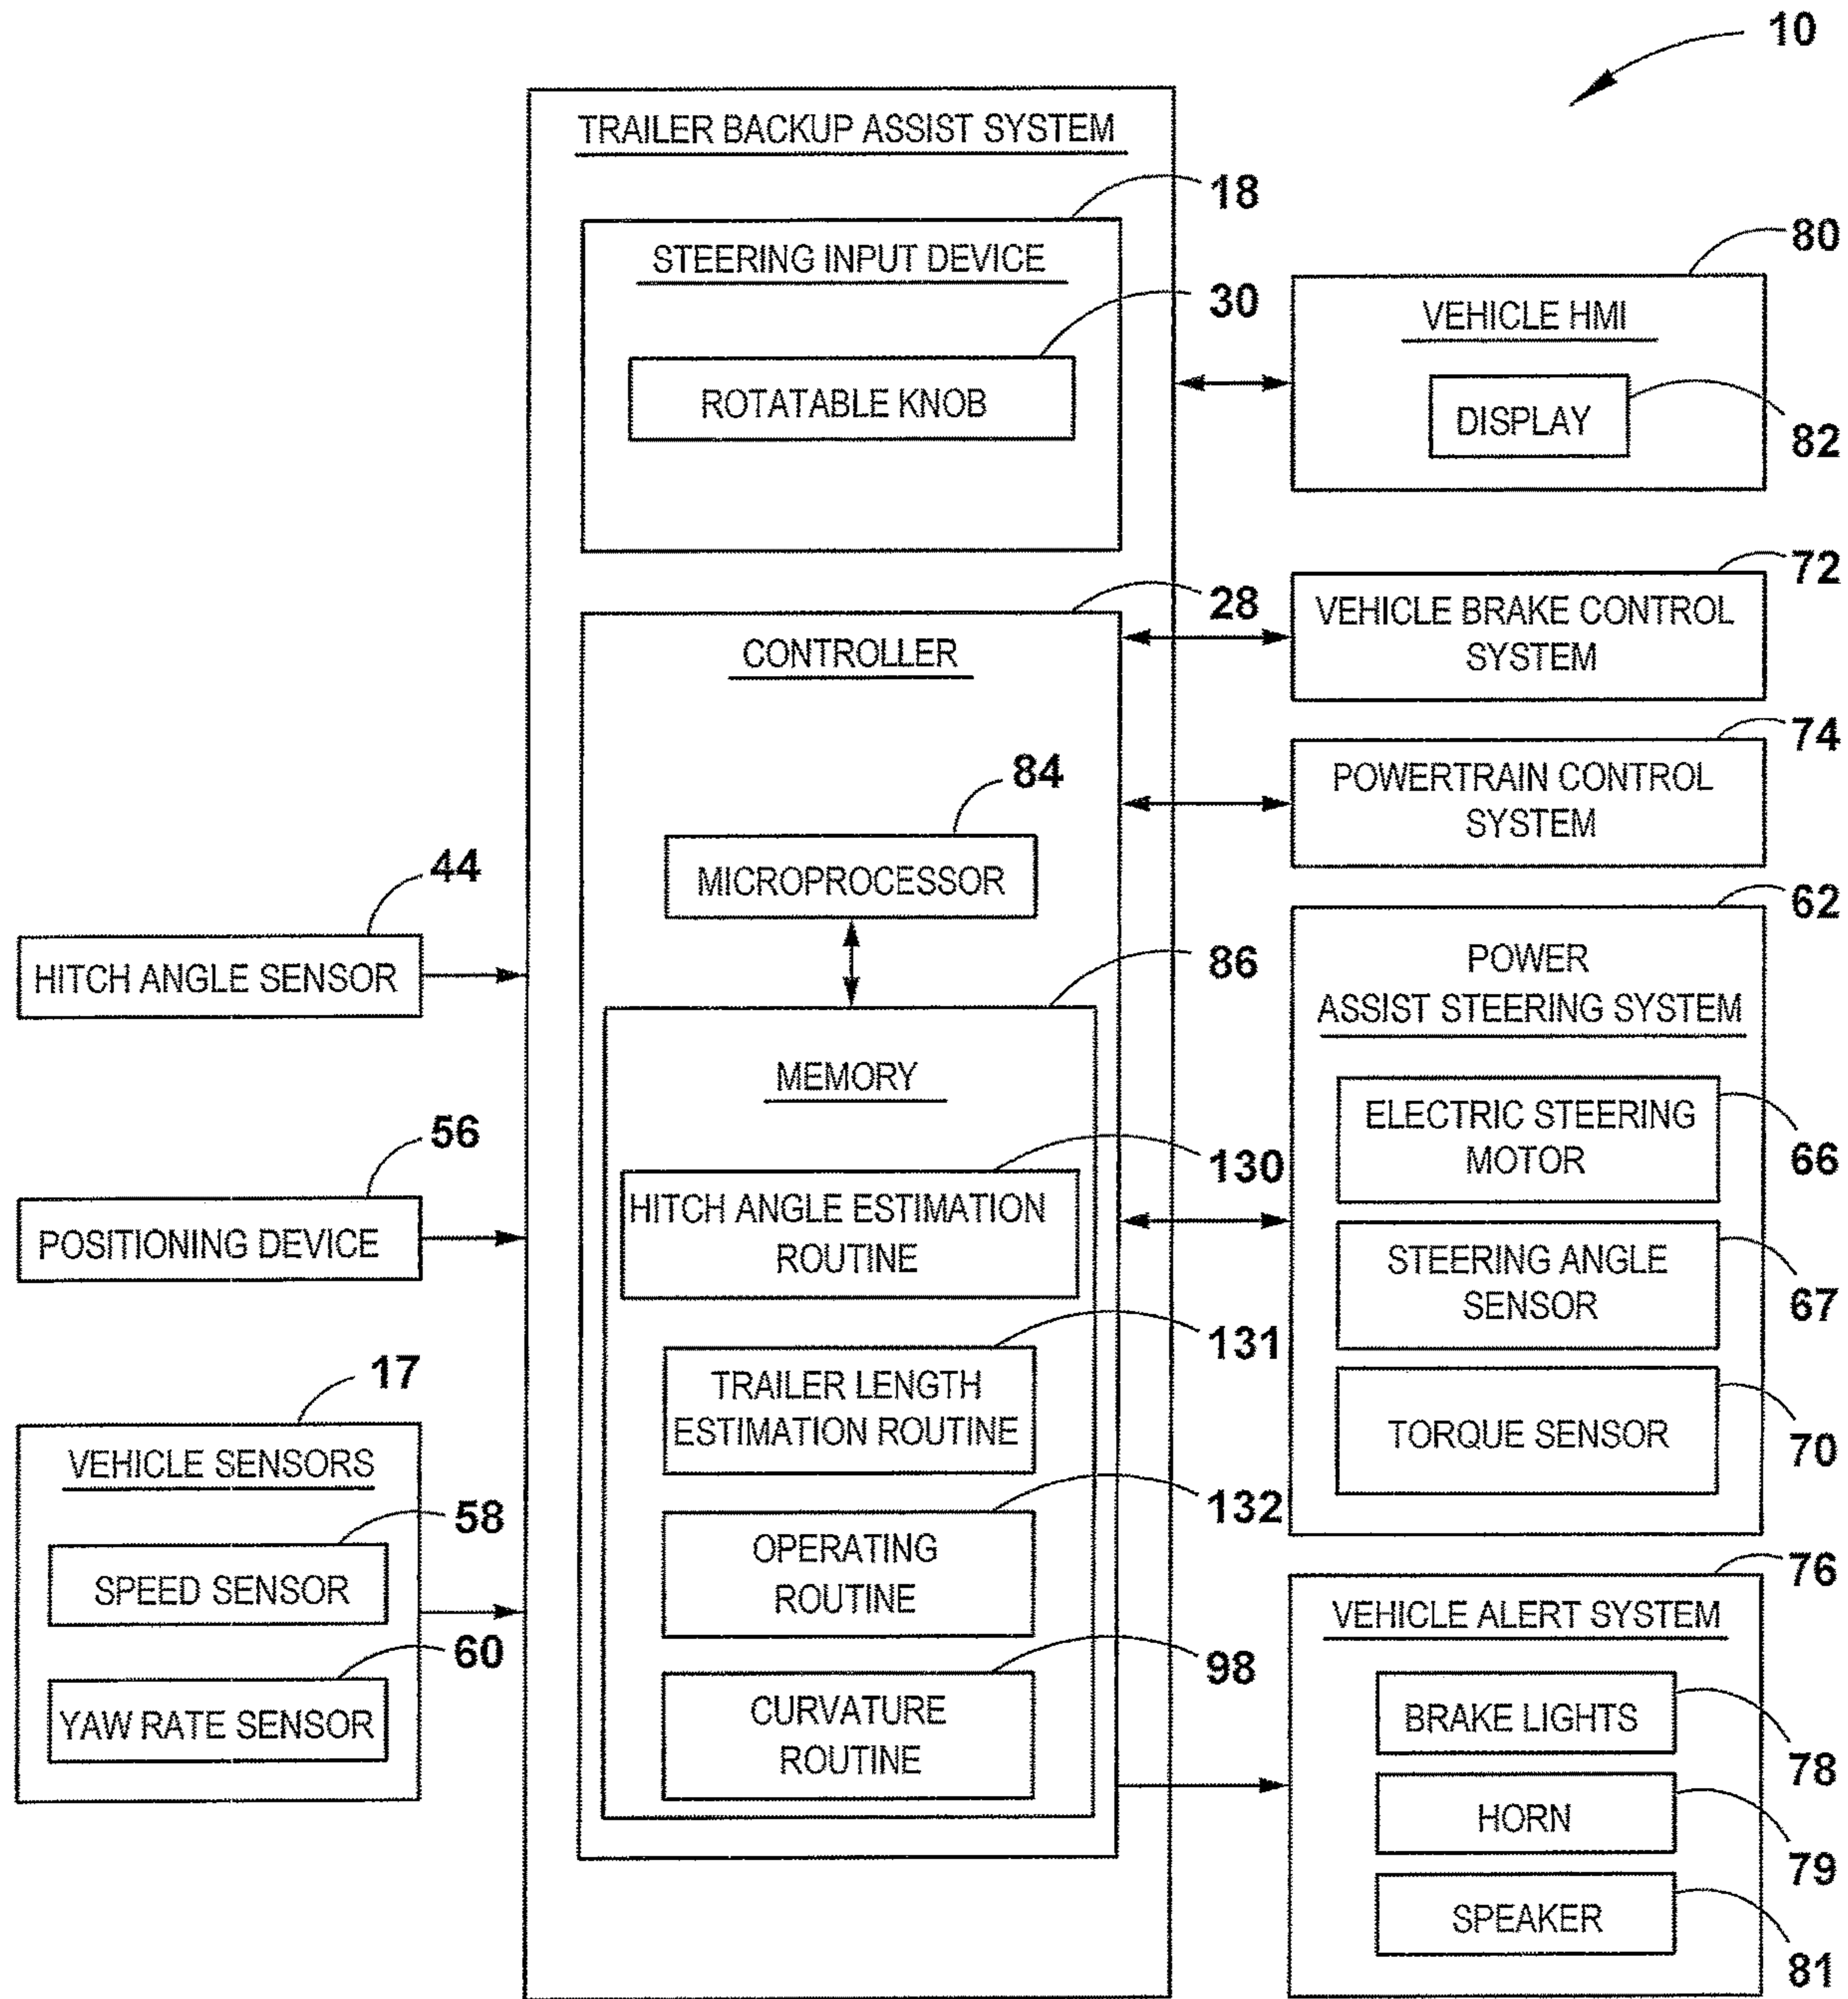 10
TRAILER BACKUP ASSIST SYSTEM
18
STEERING INPUT DEVICE
30
ROTATABLE KNOB
80
VEHICLE HMI
DISPLAY
82
28
CONTROLLER
72
VEHICLE BRAKE CONTROL
SYSTEM
74
POWERTRAIN CONTROL
SYSTEM
84
MICROPROCESSOR
44
HITCH ANGLE SENSOR
86
MEMORY
62
POWER
ASSIST STEERING SYSTEM
ELECTRIC STEERING
MOTOR
66
56
POSITIONING DEVICE
130
HITCH ANGLE ESTIMATION
ROUTINE
STEERING ANGLE
SENSOR
67
131
TRAILER LENGTH
ESTIMATION ROUTINE
TORQUE SENSOR
70
17
VEHICLE SENSORS
58
SPEED SENSOR
60
YAW RATE SENSOR
132
OPERATING
ROUTINE
98
CURVATURE
ROUTINE
76
VEHICLE ALERT SYSTEM
BRAKE LIGHTS
78
HORN
79
SPEAKER
81